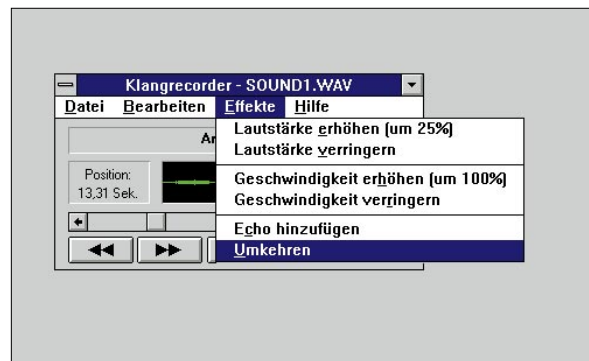 Klangrecorder - SOUND1.WAV
Datei Bearbeiten Effekte Hilfe
Lautstärke erhöhen (um 25%)
Lautstärke verringern
Position:
13,31 Sek.
Geschwindigkeit erhöhen (um 100%)
Geschwindigkeit verringern
Echo hinzufügen
Umkehren